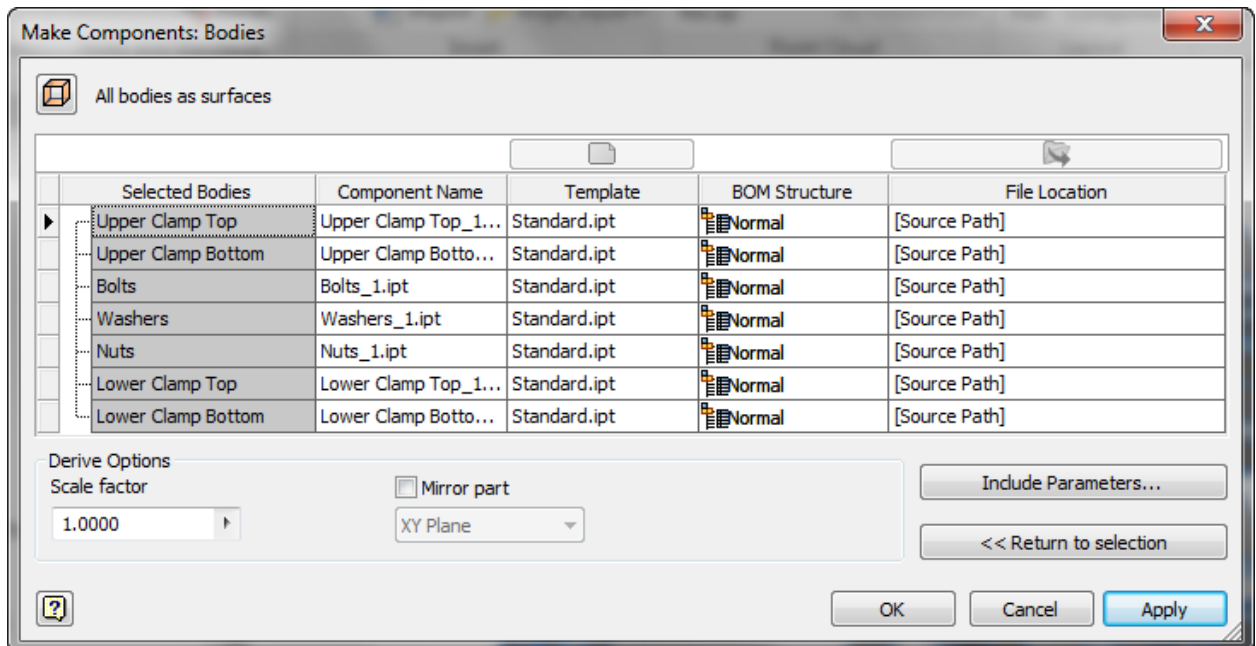 Make Components: Bodies
All bodies as surfaces
Selected Bodies Component Name Template BOM Structure File Location
Upper Clamp Top Upper Clamp Top_1... Standard.ipt Normal [Source Path]
Upper Clamp Bottom Upper Clamp Botto... Standard.ipt Normal [Source Path]
Bolts Bolts_1.ipt Standard.ipt Normal [Source Path]
Washers Washers_1.ipt Standard.ipt Normal [Source Path]
Nuts Nuts_1.ipt Standard.ipt Normal [Source Path]
Lower Clamp Top Lower Clamp Top_1... Standard.ipt Normal [Source Path]
Lower Clamp Bottom Lower Clamp Botto... Standard.ipt Normal [Source Path]
Derive Options
Scale factor Mirror part Include Parameters...
1.0000 XY Plane
<< Return to selection
OK Cancel Apply